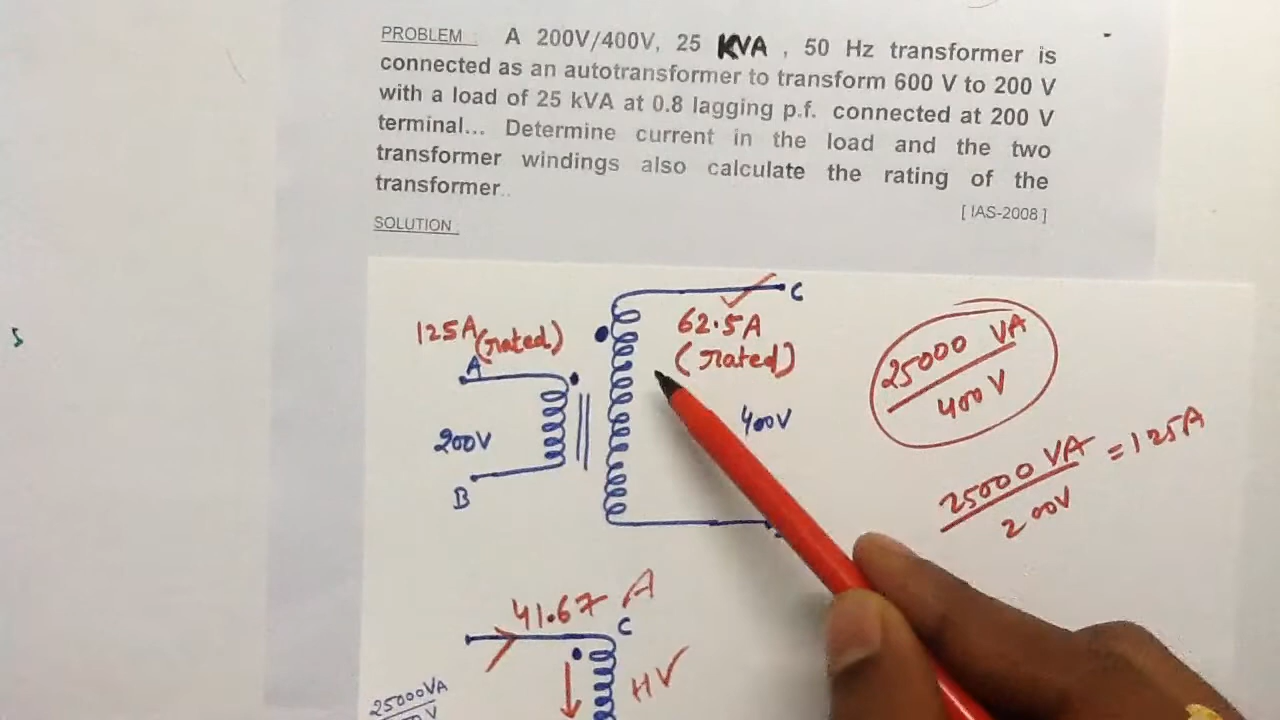 PROBLEM : A 200V/400V, 25 KVA , 50 Hz transformer is
connected as an autotransformer to transform 600 V to 200 V
with a load of 25 kVA at 0.8 lagging p.f. connected at 200 V
terminal... Determine current in the load and the two
transformer windings also calculate the rating of the
transformer..
[ IAS-2008 ]
SOLUTION .
C
125A (rated)
62.5A
(rated)
A
25000 VA
400 V
200V
400V
B
25000 VA = 125A
200V
41.67 A
C
HV
25000VA
V